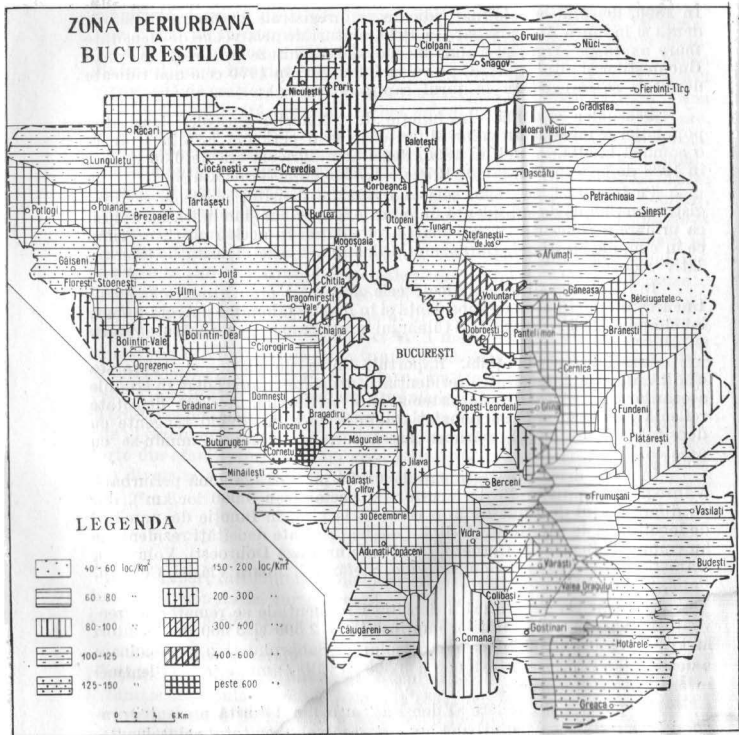 ZONA PERIURBANĂ
A
BUCUREȘTILOR
Ciolpani
Gruiu
Nuci
Snagov
Niculești
Periș
Fierbinți-Tîrg
Grădiștea
Răcari
Moara Vlăsiei
Balotești
Lungulețu
Ciocănești
Crevedia
Dascălu
Corbeanca
Tărtășești
Petrăchioaia
Potlogi
Poiana
Brezoaele
Buftea
Otopeni
Sinești
Tunari
Ștefănești
de Jos
Mogoșoaia
Afumați
Găiseni
Joița
Chitila
Florești
Stoenești
Ulmi
Dragomirești
Vale
Voluntari
Găneasa
Belciugatele
Chiajna
Dobroești
Pantelimon
Brănești
Bolintin-Vale
Bolintin-Deal
Ciorogîrla
BUCUREȘTI
Cernica
Ogrezeni
Domnești
Grădinari
Popești-Leordeni
Glina
Fundeni
Bragadiru
Clinceni
Buturugeni
Cornetu
Măgurele
Plătărești
Mihăilești
Jilava
Dărăști-
Ilfov
Berceni
Frumușani
30 Decembrie
Vasilați
Vidra
Adunați-Copăceni
Vărăști
Budești
Valea Dragului
Colibași
Călugăreni
Gostinari
Comana
Hotarele
Greaca
LEGENDA
40-60 loc/Km²
150-200 loc/Km²
60-80 "
200-300 "
80-100 "
300-400 "
100-125 "
400-600 "
125-150 "
peste 600 "
0 2 4 6 Km